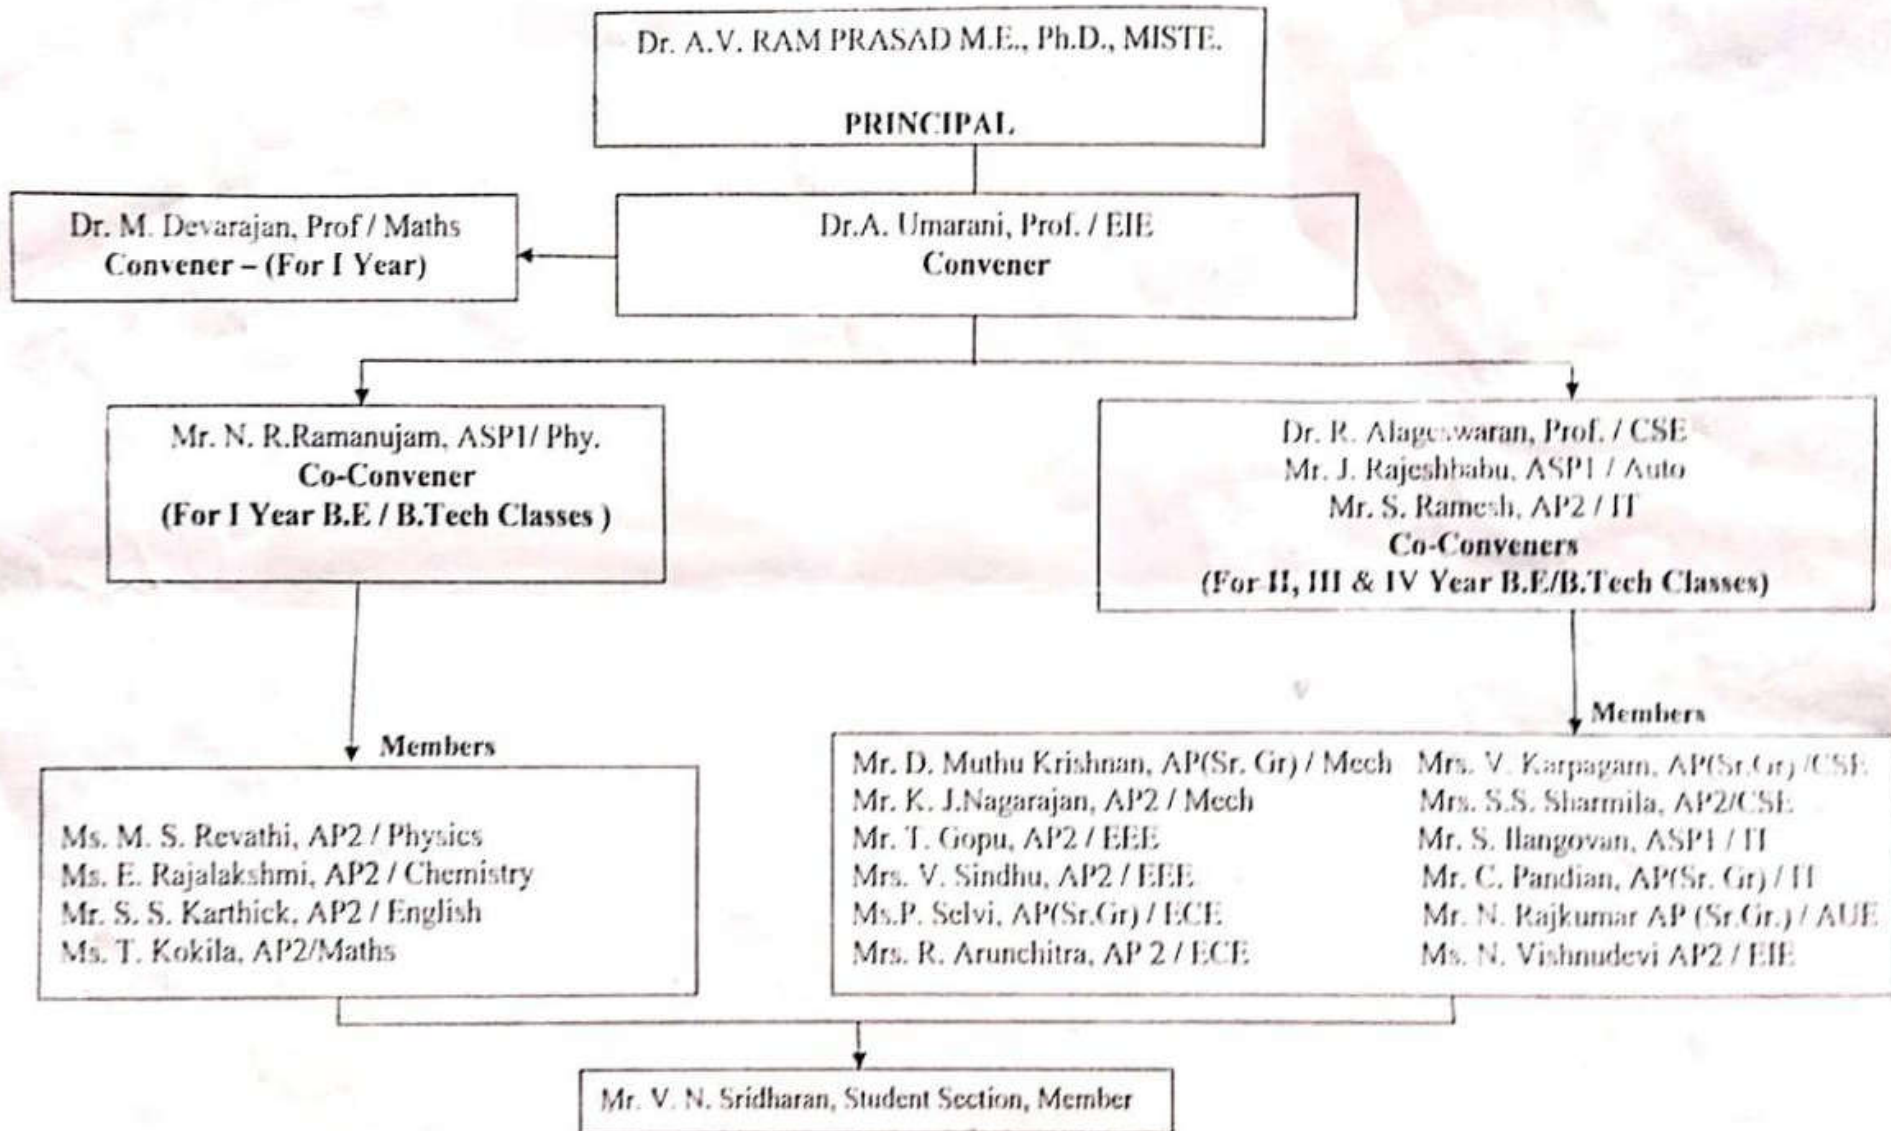 Dr. A.V. RAM PRASAD M.E., Ph.D., MISTE.
PRINCIPAL
Dr. M. Devarajan, Prof / Maths
Convener – (For I Year)
Dr.A. Umarani, Prof. / EIE
Convener
Mr. N. R.Ramanujam, ASP1/ Phy.
Co-Convener
(For I Year B.E / B.Tech Classes )
Dr. R. Alageswaran, Prof. / CSE
Mr. J. Rajeshbabu, ASP1 / Auto
Mr. S. Ramesh, AP2 / IT
Co-Conveners
(For II, III & IV Year B.E/B.Tech Classes)
Members
Ms. M. S. Revathi, AP2 / Physics
Ms. E. Rajalakshmi, AP2 / Chemistry
Mr. S. S. Karthick, AP2 / English
Ms. T. Kokila, AP2/Maths
Members
Mr. D. Muthu Krishnan, AP(Sr. Gr) / Mech
Mr. K. J.Nagarajan, AP2 / Mech
Mr. T. Gopu, AP2 / EEE
Mrs. V. Sindhu, AP2 / EEE
Ms.P. Selvi, AP(Sr.Gr) / ECE
Mrs. R. Arunchitra, AP 2 / ECE
Mrs. V. Karpagam, AP(Sr.Gr) /CSE
Mrs. S.S. Sharmila, AP2/CSE
Mr. S. Ilangovan, ASP1 / IT
Mr. C. Pandian, AP(Sr. Gr) / IT
Mr. N. Rajkumar AP (Sr.Gr.) / AUE
Ms. N. Vishnudevi AP2 / EIE
Mr. V. N. Sridharan, Student Section, Member